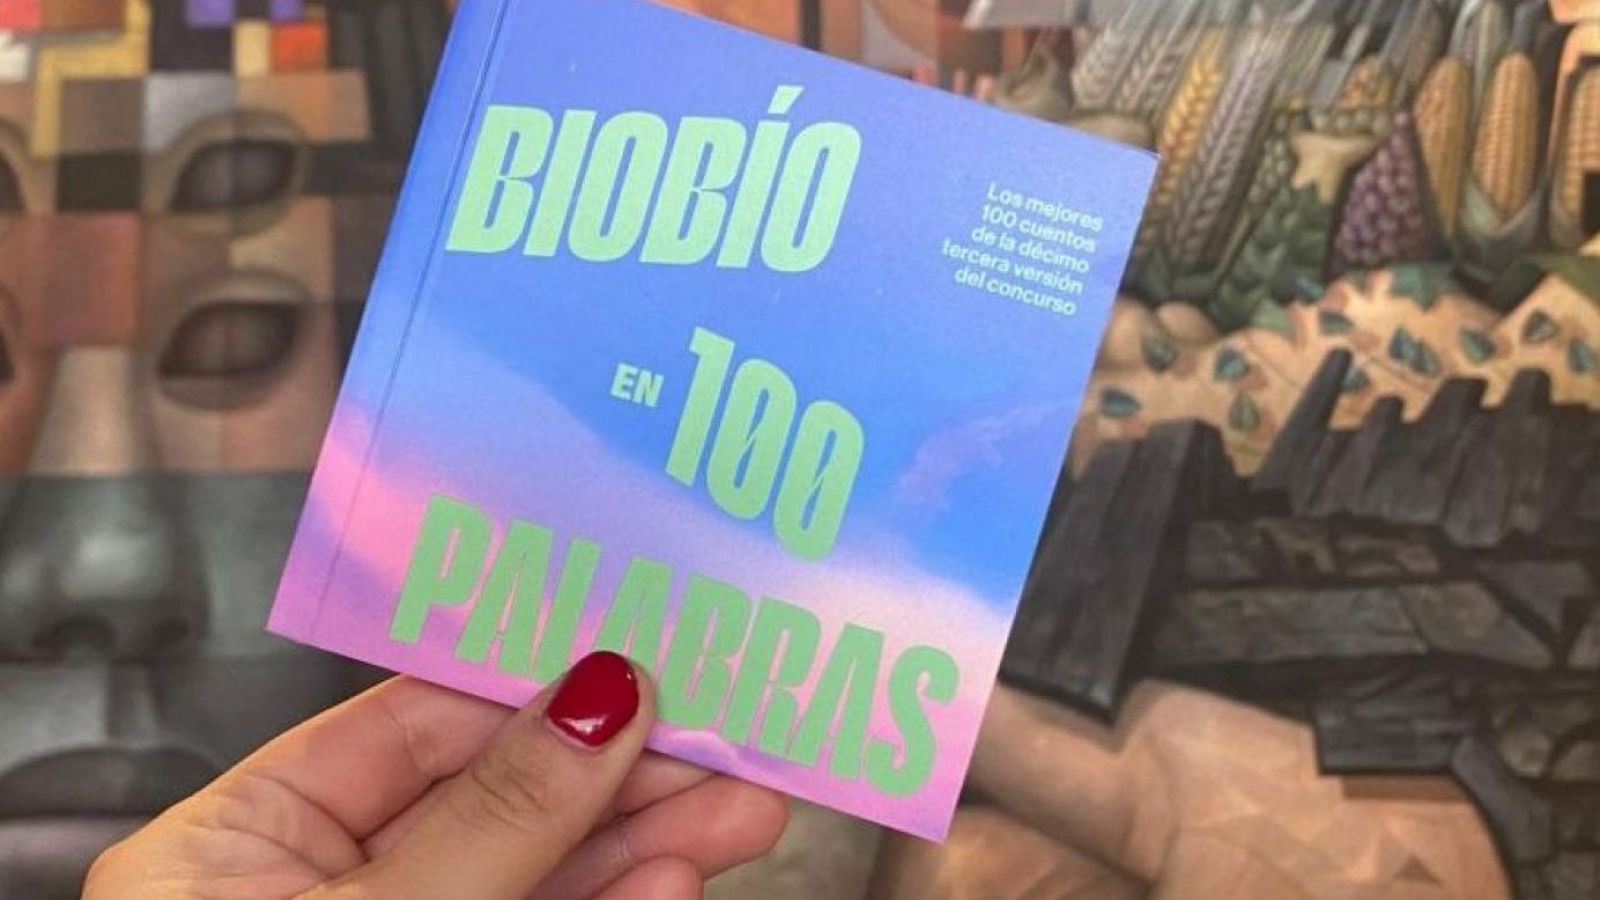 BIOBÍO
EN 100
PALABRAS
Los mejores
100 cuentos
de la décimo
tercera versión
del concurso